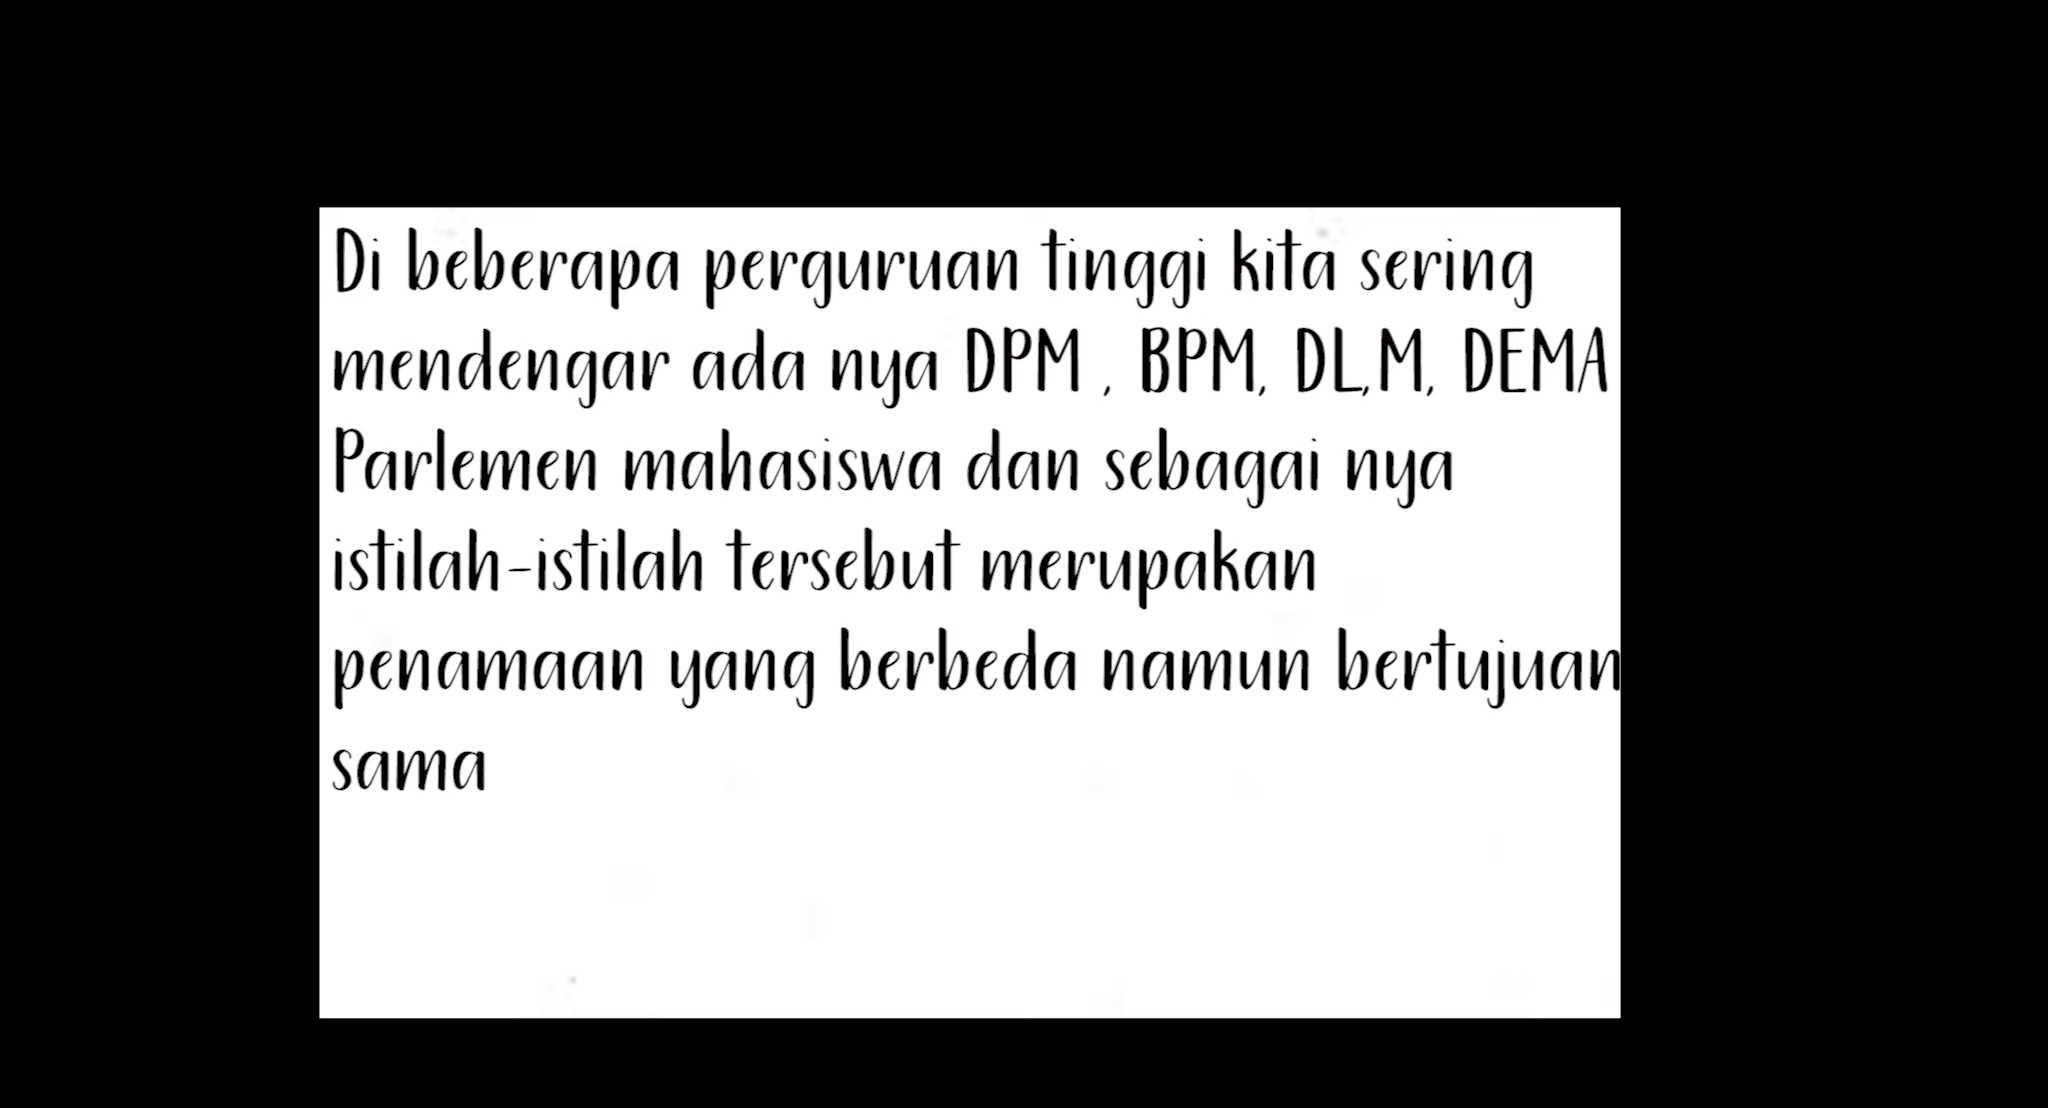 Di beberapa perguruan tinggi kita sering
mendengar ada nya DPM , BPM, DL,M, DEMA
Parlemen mahasiswa dan sebagai nya
istilah-istilah tersebut merupakan
penamaan yang berbeda namun bertujuan
sama